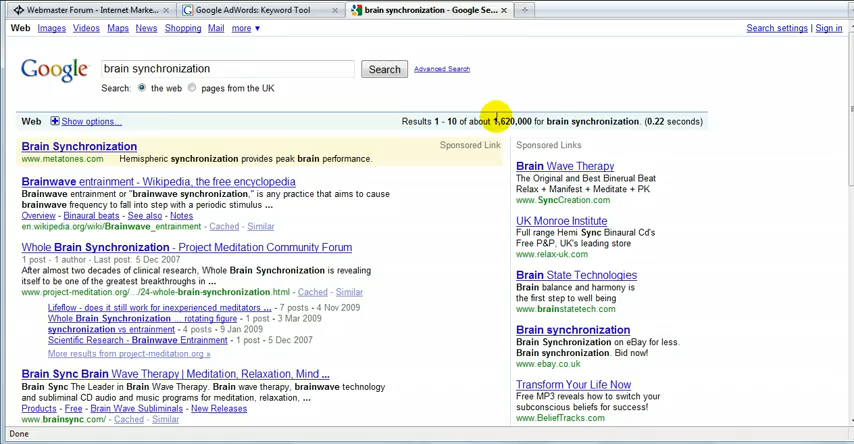 Webmaster Forum - Internet Marke...
Google AdWords: Keyword Tool
brain synchronization - Google Se...
Web Images Videos Maps News Shopping Mail more ▼
Search settings | Sign in
Google
brain synchronization
Search
Advanced Search
Search: the web pages from the UK
Web Show options...
Results 1 - 10 of about 1,620,000 for brain synchronization. (0.22 seconds)
Brain Synchronization
Sponsored Link
www.metatones.com Hemispheric synchronization provides peak brain performance.
Brainwave entrainment - Wikipedia, the free encyclopedia
Brainwave entrainment or "brainwave synchronization," is any practice that aims to cause
brainwave frequency to fall into step with a periodic stimulus ...
Overview - Binaural beats - See also - Notes
en.wikipedia.org/wiki/Brainwave_entrainment - Cached - Similar
Whole Brain Synchronization - Project Meditation Community Forum
1 post - 1 author - Last post: 5 Dec 2007
After almost two decades of clinical research, Whole Brain Synchronization is revealing
itself to be one of the greatest breakthroughs in ...
www.project-meditation.org/.../24-whole-brain-synchronization.html - Cached - Similar
Lifeflow - does it still work for inexperienced meditators ... - 7 posts - 4 Nov 2009
Whole Brain Synchronization ... rotating figure - 1 post - 3 Mar 2009
synchronization vs entrainment - 4 posts - 9 Jan 2009
Scientific Research - Brainwave Entrainment - 1 post - 5 Dec 2007
More results from project-meditation.org »
Brain Sync Brain Wave Therapy | Meditation, Relaxation, Mind ...
Brain Sync The Leader in Brain Wave Therapy. Brain wave therapy, brainwave technology
and subliminal CD audio and music programs for meditation, relaxation, ...
Products - Free - Brain Wave Subliminals - New Releases
www.brainsync.com/ - Cached - Similar
Sponsored Links
Brain Wave Therapy
The Original and Best Binerual Beat
Relax + Manifest + Meditate + PK
www.SyncCreation.com
UK Monroe Institute
Full range Hemi Sync Binaural Cd's
Free P&P, UK's leading store
www.relax-uk.com
Brain State Technologies
Brain balance and harmony is
the first step to well being
www.brainstatetech.com
Brain synchronization
Brain Synchronization on eBay for less.
Brain synchronization. Bid now!
www.ebay.co.uk
Transform Your Life Now
Free MP3 reveals how to switch your
subconscious beliefs for success!
www.BeliefTracks.com
Done